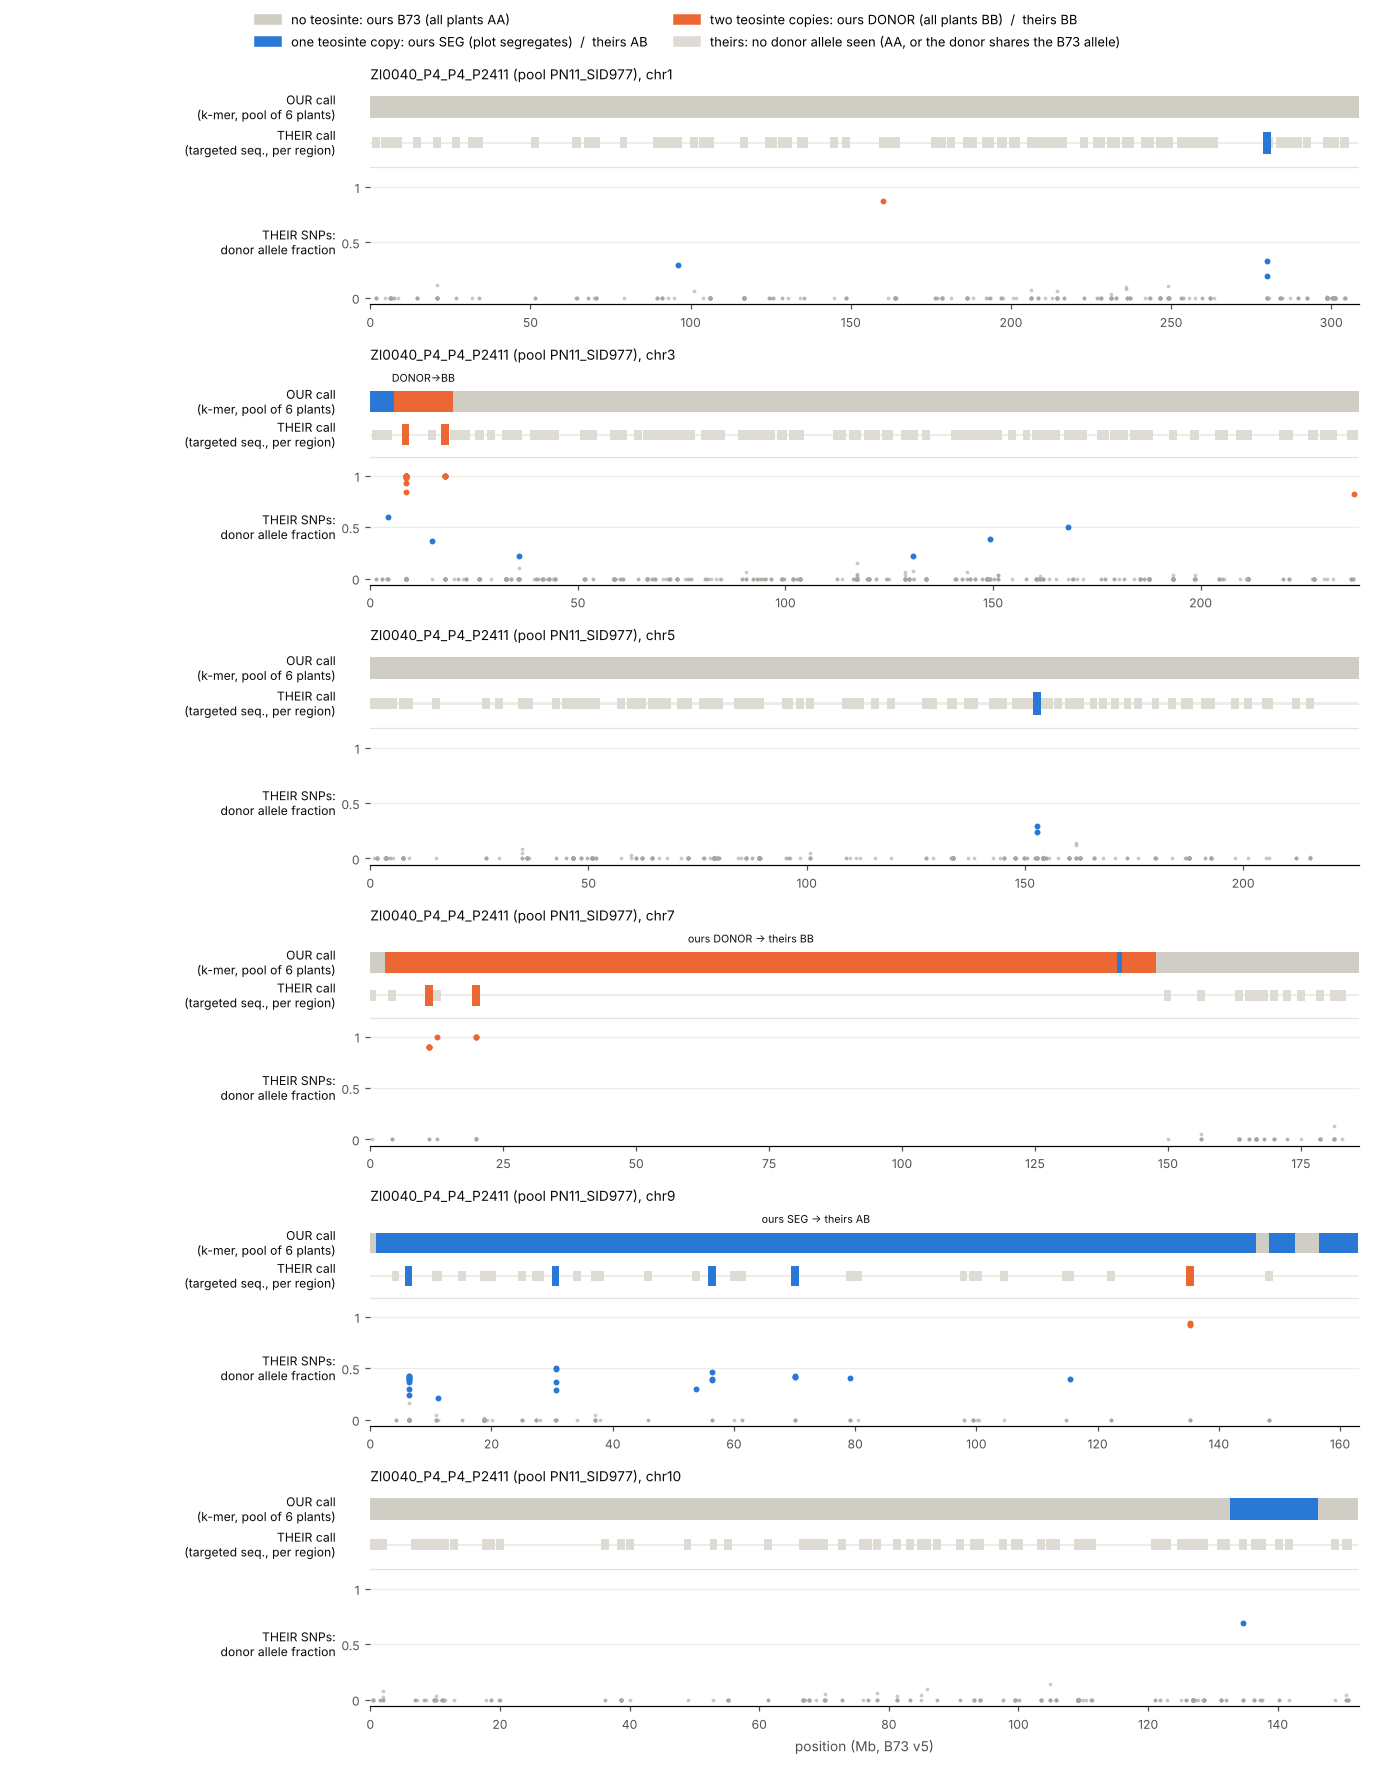 no teosinte: ours B73 (all plants AA)
two teosinte copies: ours DONOR (all plants BB)  /  theirs BB
one teosinte copy: ours SEG (plot segregates)  /  theirs AB
theirs: no donor allele seen (AA, or the donor shares the B73 allele)
ZI0040_P4_P4_P2411 (pool PN11_SID977), chr1
OUR call
(k-mer, pool of 6 plants)
THEIR call
(targeted seq., per region)
1
THEIR SNPs:
donor allele fraction
0.5
0
0 50 100 150 200 250 300
ZI0040_P4_P4_P2411 (pool PN11_SID977), chr3
DONOR→BB
OUR call
(k-mer, pool of 6 plants)
THEIR call
(targeted seq., per region)
1
THEIR SNPs:
donor allele fraction
0.5
0
0 50 100 150 200
ZI0040_P4_P4_P2411 (pool PN11_SID977), chr5
OUR call
(k-mer, pool of 6 plants)
THEIR call
(targeted seq., per region)
1
THEIR SNPs:
donor allele fraction
0.5
0
0 50 100 150 200
ZI0040_P4_P4_P2411 (pool PN11_SID977), chr7
ours DONOR → theirs BB
OUR call
(k-mer, pool of 6 plants)
THEIR call
(targeted seq., per region)
1
THEIR SNPs:
donor allele fraction
0.5
0
0 25 50 75 100 125 150 175
ZI0040_P4_P4_P2411 (pool PN11_SID977), chr9
ours SEG → theirs AB
OUR call
(k-mer, pool of 6 plants)
THEIR call
(targeted seq., per region)
1
THEIR SNPs:
donor allele fraction
0.5
0
0 20 40 60 80 100 120 140 160
ZI0040_P4_P4_P2411 (pool PN11_SID977), chr10
OUR call
(k-mer, pool of 6 plants)
THEIR call
(targeted seq., per region)
1
THEIR SNPs:
donor allele fraction
0.5
0
0 20 40 60 80 100 120 140
position (Mb, B73 v5)